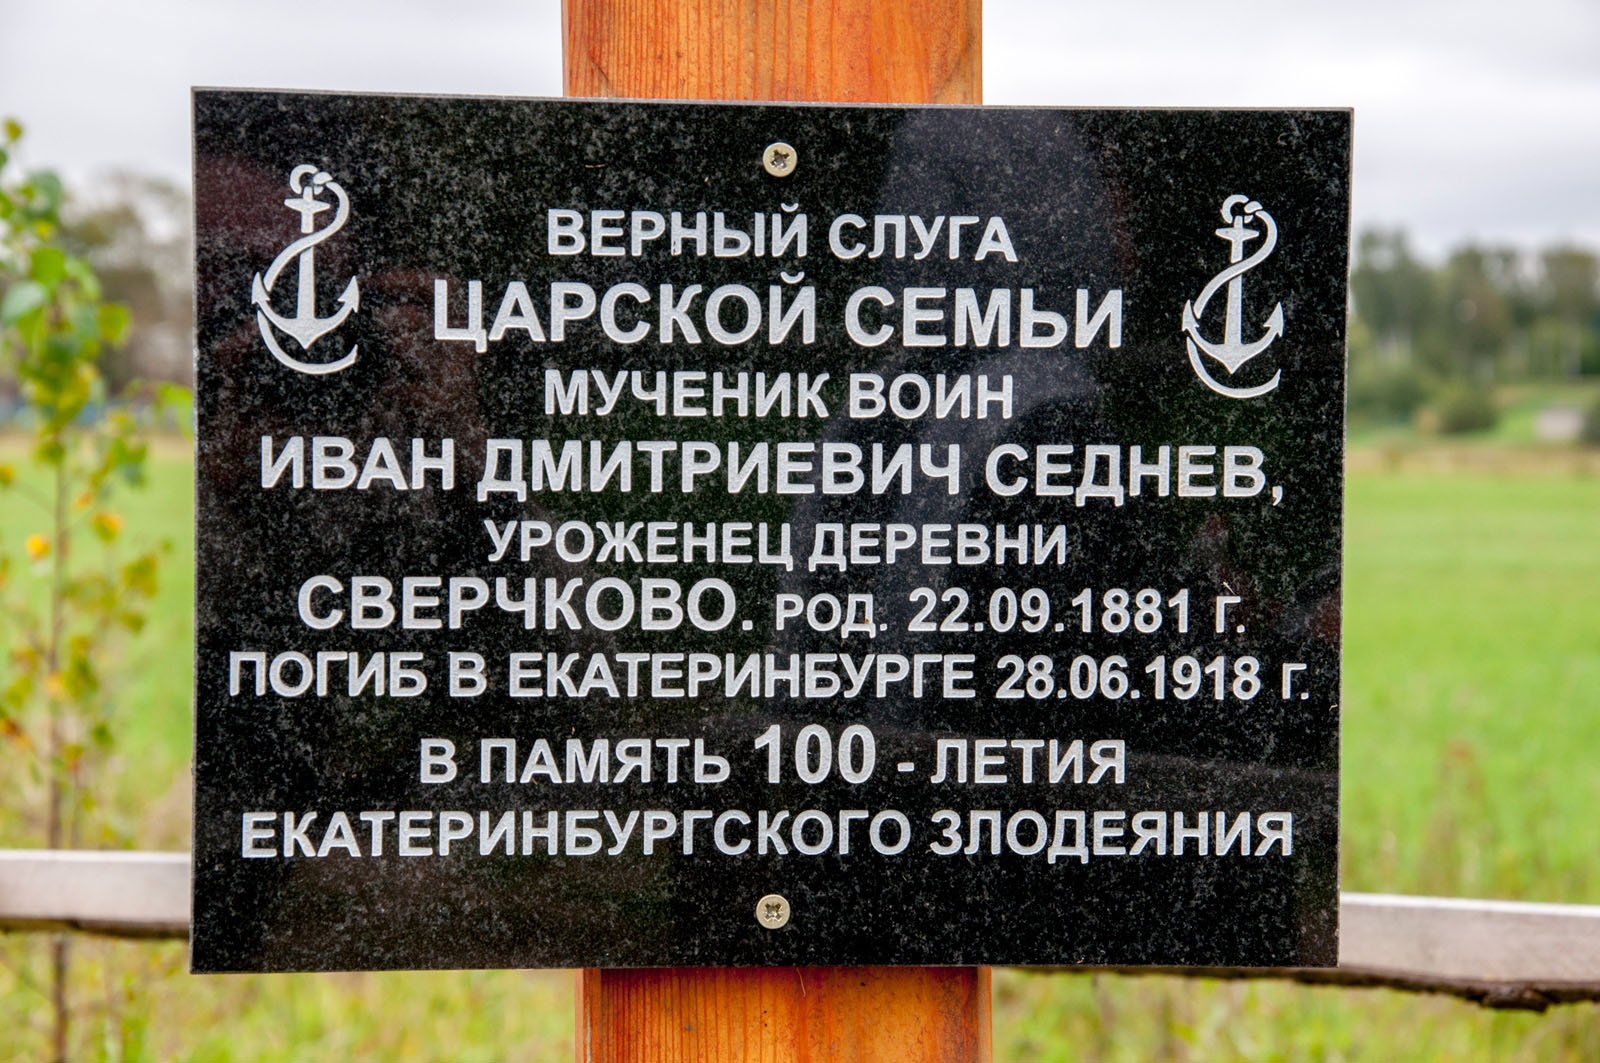 ВЕРНЫЙ СЛУГА
ЦАРСКОЙ СЕМЬИ
МУЧЕНИК ВОИН
ИВАН ДМИТРИЕВИЧ СЕДНЕВ,
УРОЖЕНЕЦ ДЕРЕВНИ
СВЕРЧКОВО. РОД. 22.09.1881 Г.
ПОГИБ В ЕКАТЕРИНБУРГЕ 28.06.1918 Г.
В ПАМЯТЬ 100 - ЛЕТИЯ
ЕКАТЕРИНБУРГСКОГО ЗЛОДЕЯНИЯ